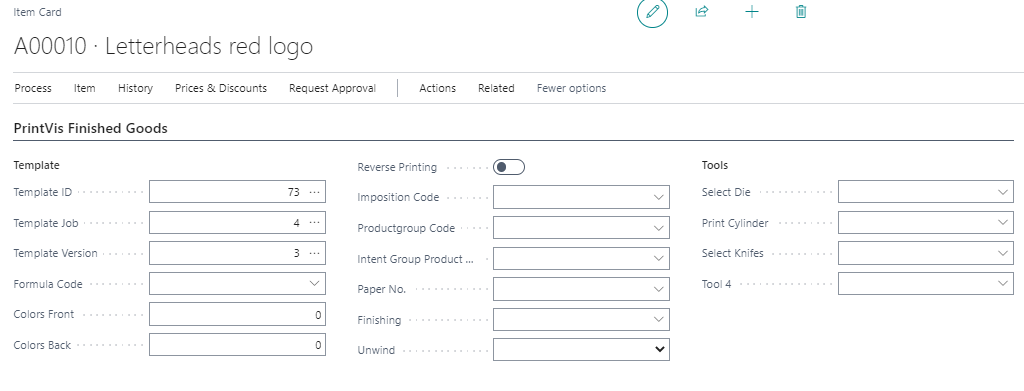 Item Card
A00010 · Letterheads red logo
Process Item History Prices & Discounts Request Approval Actions Related Fewer options
PrintVis Finished Goods
Template
Template ID 73 ...
Template Job 4 ...
Template Version 3 ...
Formula Code
Colors Front 0
Colors Back 0
Reverse Printing
Imposition Code
Productgroup Code
Intent Group Product ...
Paper No.
Finishing
Unwind
Tools
Select Die
Print Cylinder
Select Knifes
Tool 4